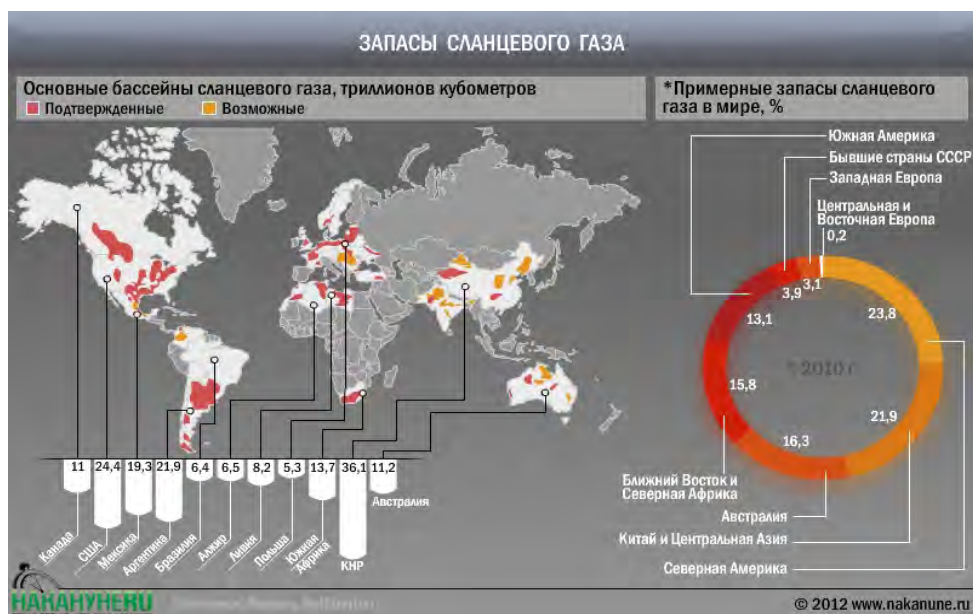 ЗАПАСЫ СЛАНЦЕВОГО ГАЗА
Основные бассейны сланцевого газа, триллионов кубометров
Подтвержденные
Возможные
11
24,4
19,3
21,9
6,4
6,5
8,2
5,3
13,7
36,1
11,2
Канада
США
Мексика
Аргентина
Бразилия
Алжир
Ливия
Польша
Южная
Африка
КНР
Австралия
*Примерные запасы сланцевого
газа в мире, %
Южная Америка
Бывшие страны СССР
Западная Европа
Центральная и
Восточная Европа
0,2
3,1
3,9
23,8
13,1
* 2010 г
15,8
21,9
16,3
Ближний Восток и
Северная Африка
Австралия
Китай и Центральная Азия
Северная Америка
НАКАНУНЕ.RU
© 2012 www.nakanune.ru